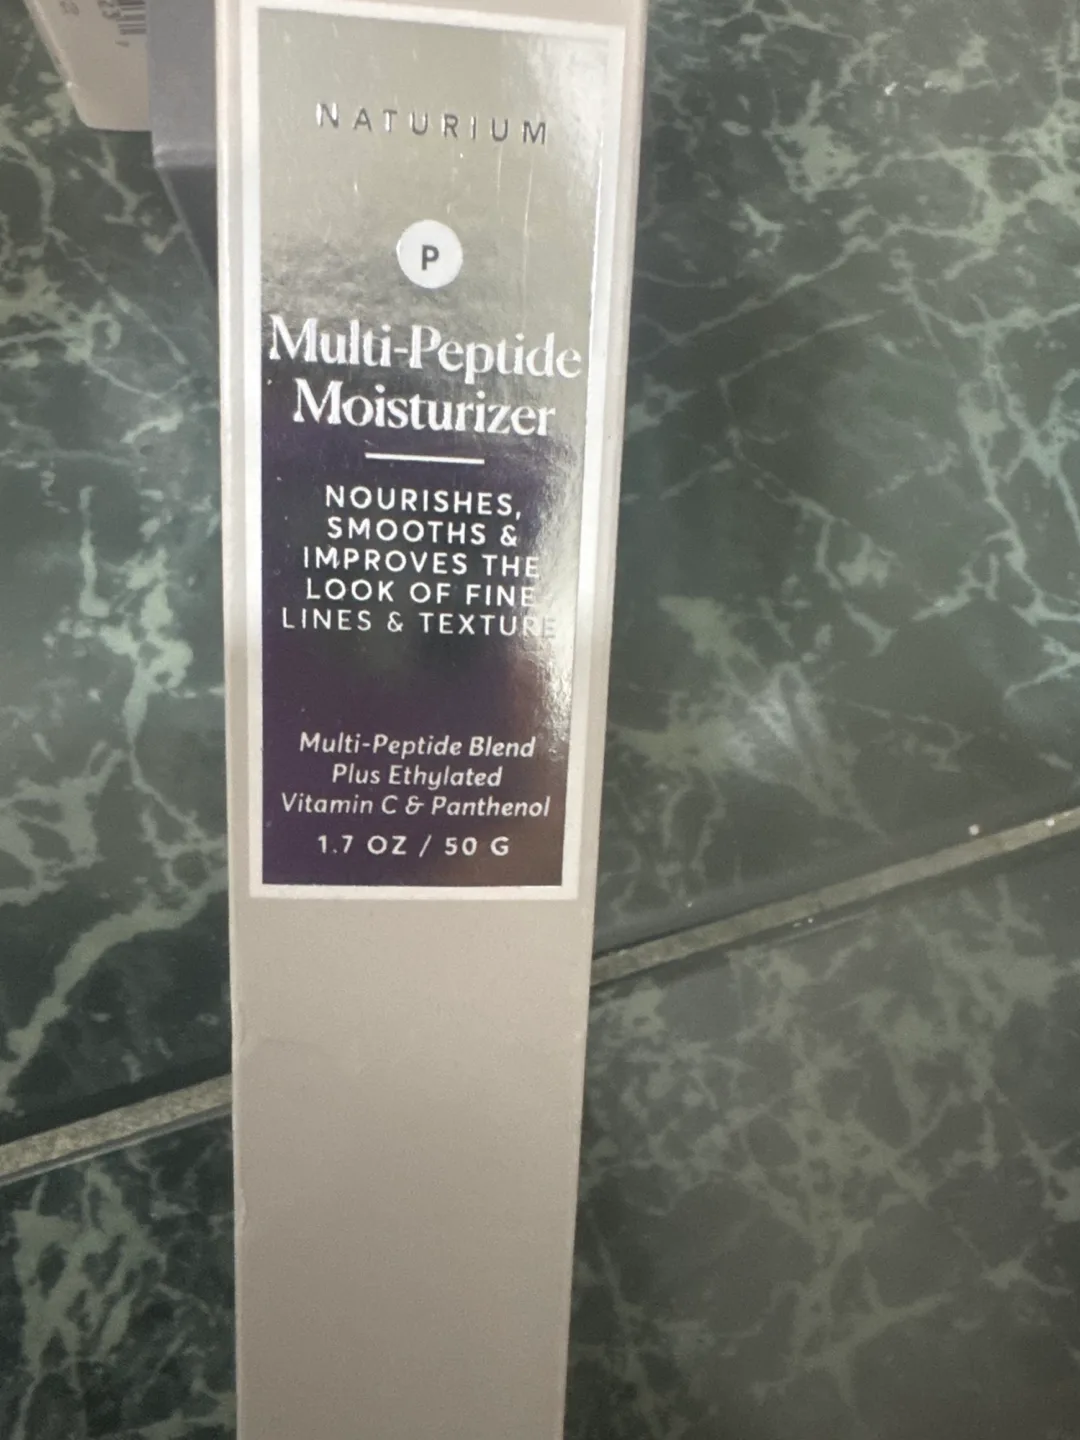 NATURIUM
P
Multi-Peptide
Moisturizer
NOURISHES,
SMOOTHS &
IMPROVES THE
LOOK OF FINE
LINES & TEXTURE
Multi-Peptide Blend
Plus Ethylated
Vitamin C & Panthenol
1.7 OZ / 50 G